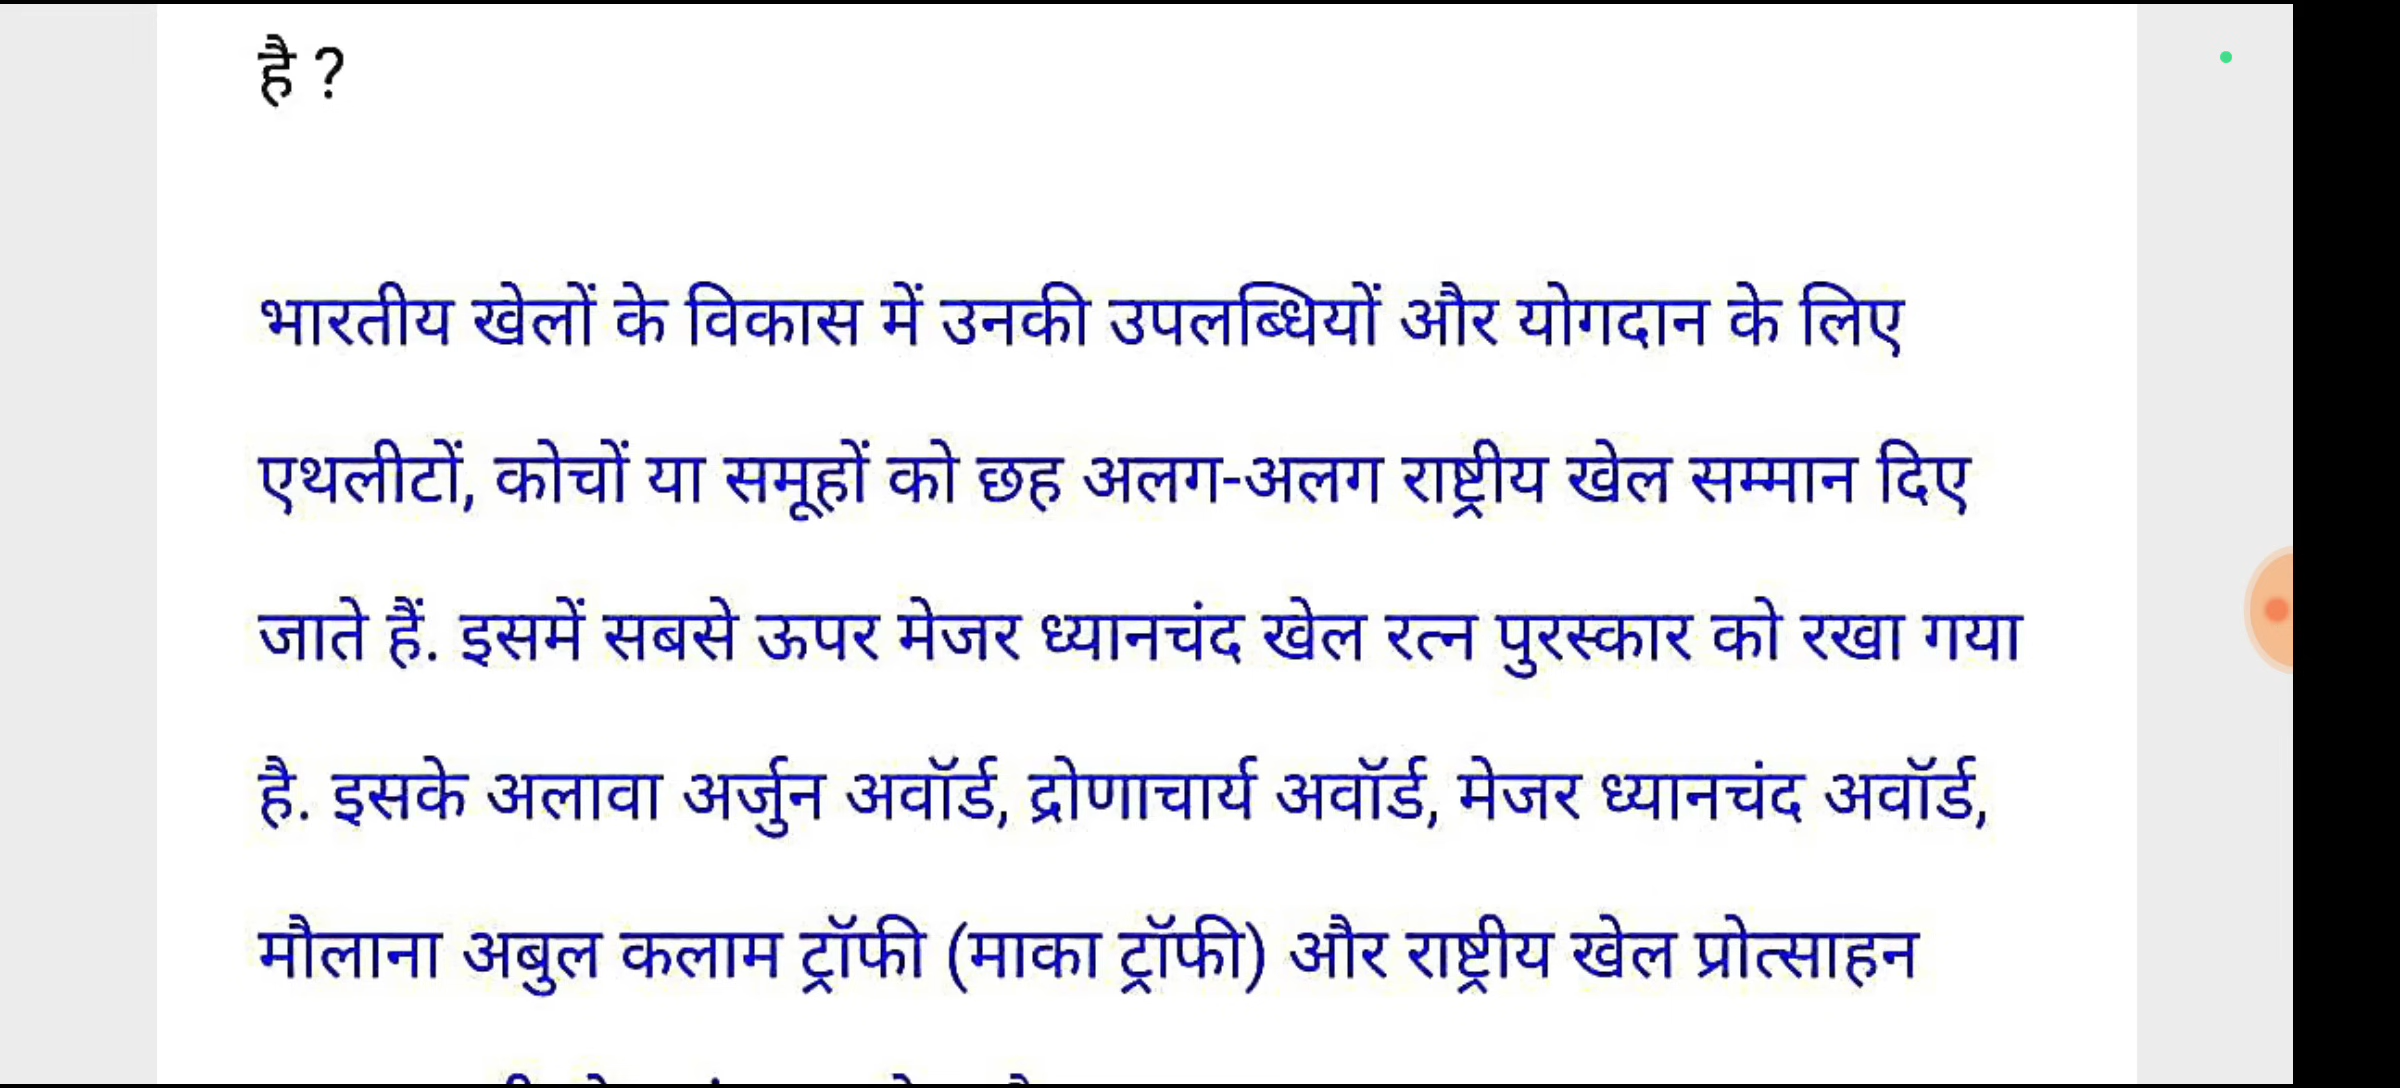 है ?
भारतीय खेलों के विकास में उनकी उपलब्धियों और योगदान के लिए
एथलीटों, कोचों या समूहों को छह अलग-अलग राष्ट्रीय खेल सम्मान दिए
जाते हैं. इसमें सबसे ऊपर मेजर ध्यानचंद खेल रत्न पुरस्कार को रखा गया
है. इसके अलावा अर्जुन अवॉर्ड, द्रोणाचार्य अवॉर्ड, मेजर ध्यानचंद अवॉर्ड,
मौलाना अबुल कलाम ट्रॉफी (माका ट्रॉफी) और राष्ट्रीय खेल प्रोत्साहन